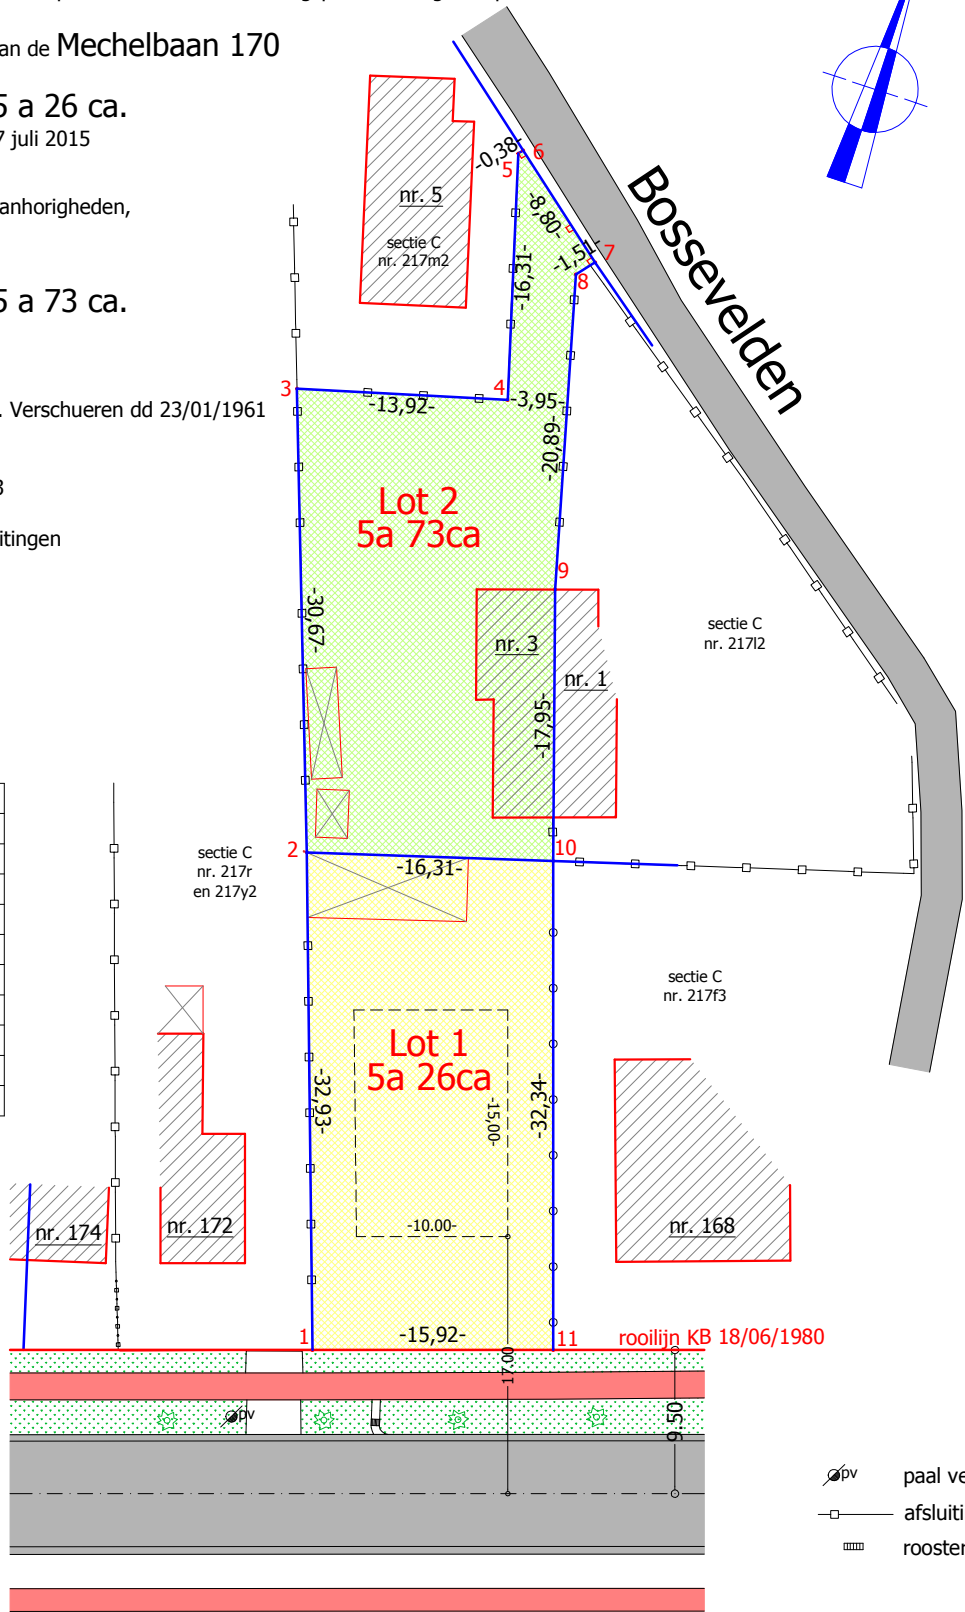 an de Mechelbaan 170
5 a 26 ca.
7 juli 2015
anhorigheden,
5 a 73 ca.
. Verschueren dd 23/01/1961
3
itingen
Bossevelden
nr. 5
sectie C
nr. 217m2
-0,38-
5
6
-8,80-
-1,51-
7
8
-16,31-
3
4
-13,92-
-3,95-
-20,89-
Lot 2
5a 73ca
9
-30,67-
nr. 3
nr. 1
-17,95-
sectie C
nr. 217l2
2
10
-16,31-
sectie C
nr. 217r
en 217y2
sectie C
nr. 217f3
Lot 1
5a 26ca
-32,93-
-15,00-
-32,34-
-10.00-
nr. 174
nr. 172
nr. 168
1
-15,92-
11
rooilijn KB 18/06/1980
17.00
9.50
pv
pv
paal ve
afsluiti
rooster